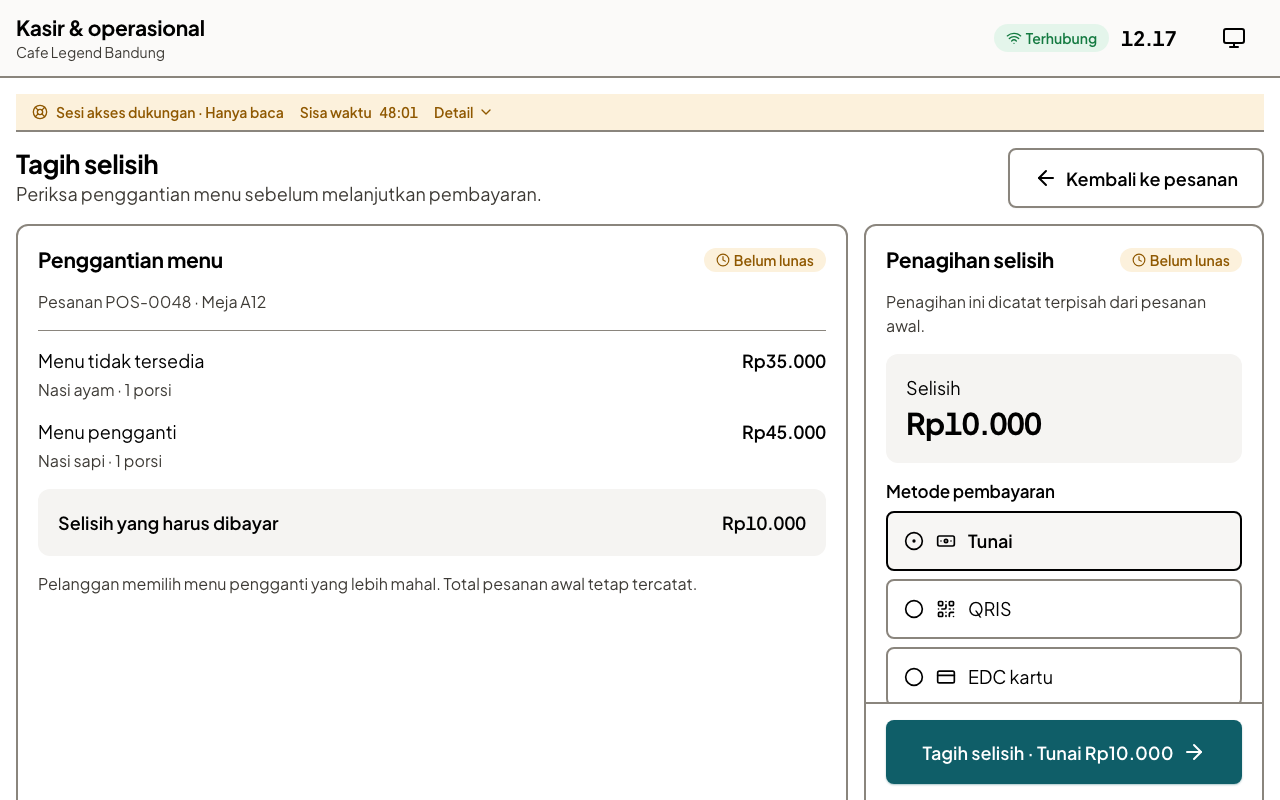 Kasir & operasional
Cafe Legend Bandung
Terhubung
12.17
Sesi akses dukungan · Hanya baca
Sisa waktu 48:01
Detail
Tagih selisih
Periksa penggantian menu sebelum melanjutkan pembayaran.
Kembali ke pesanan
Penggantian menu
Belum lunas
Pesanan POS-0048 · Meja A12
Menu tidak tersedia
Rp35.000
Nasi ayam · 1 porsi
Menu pengganti
Rp45.000
Nasi sapi · 1 porsi
Selisih yang harus dibayar
Rp10.000
Pelanggan memilih menu pengganti yang lebih mahal. Total pesanan awal tetap tercatat.
Penagihan selisih
Belum lunas
Penagihan ini dicatat terpisah dari pesanan
awal.
Selisih
Rp10.000
Metode pembayaran
Tunai
QRIS
EDC kartu
Tagih selisih · Tunai Rp10.000